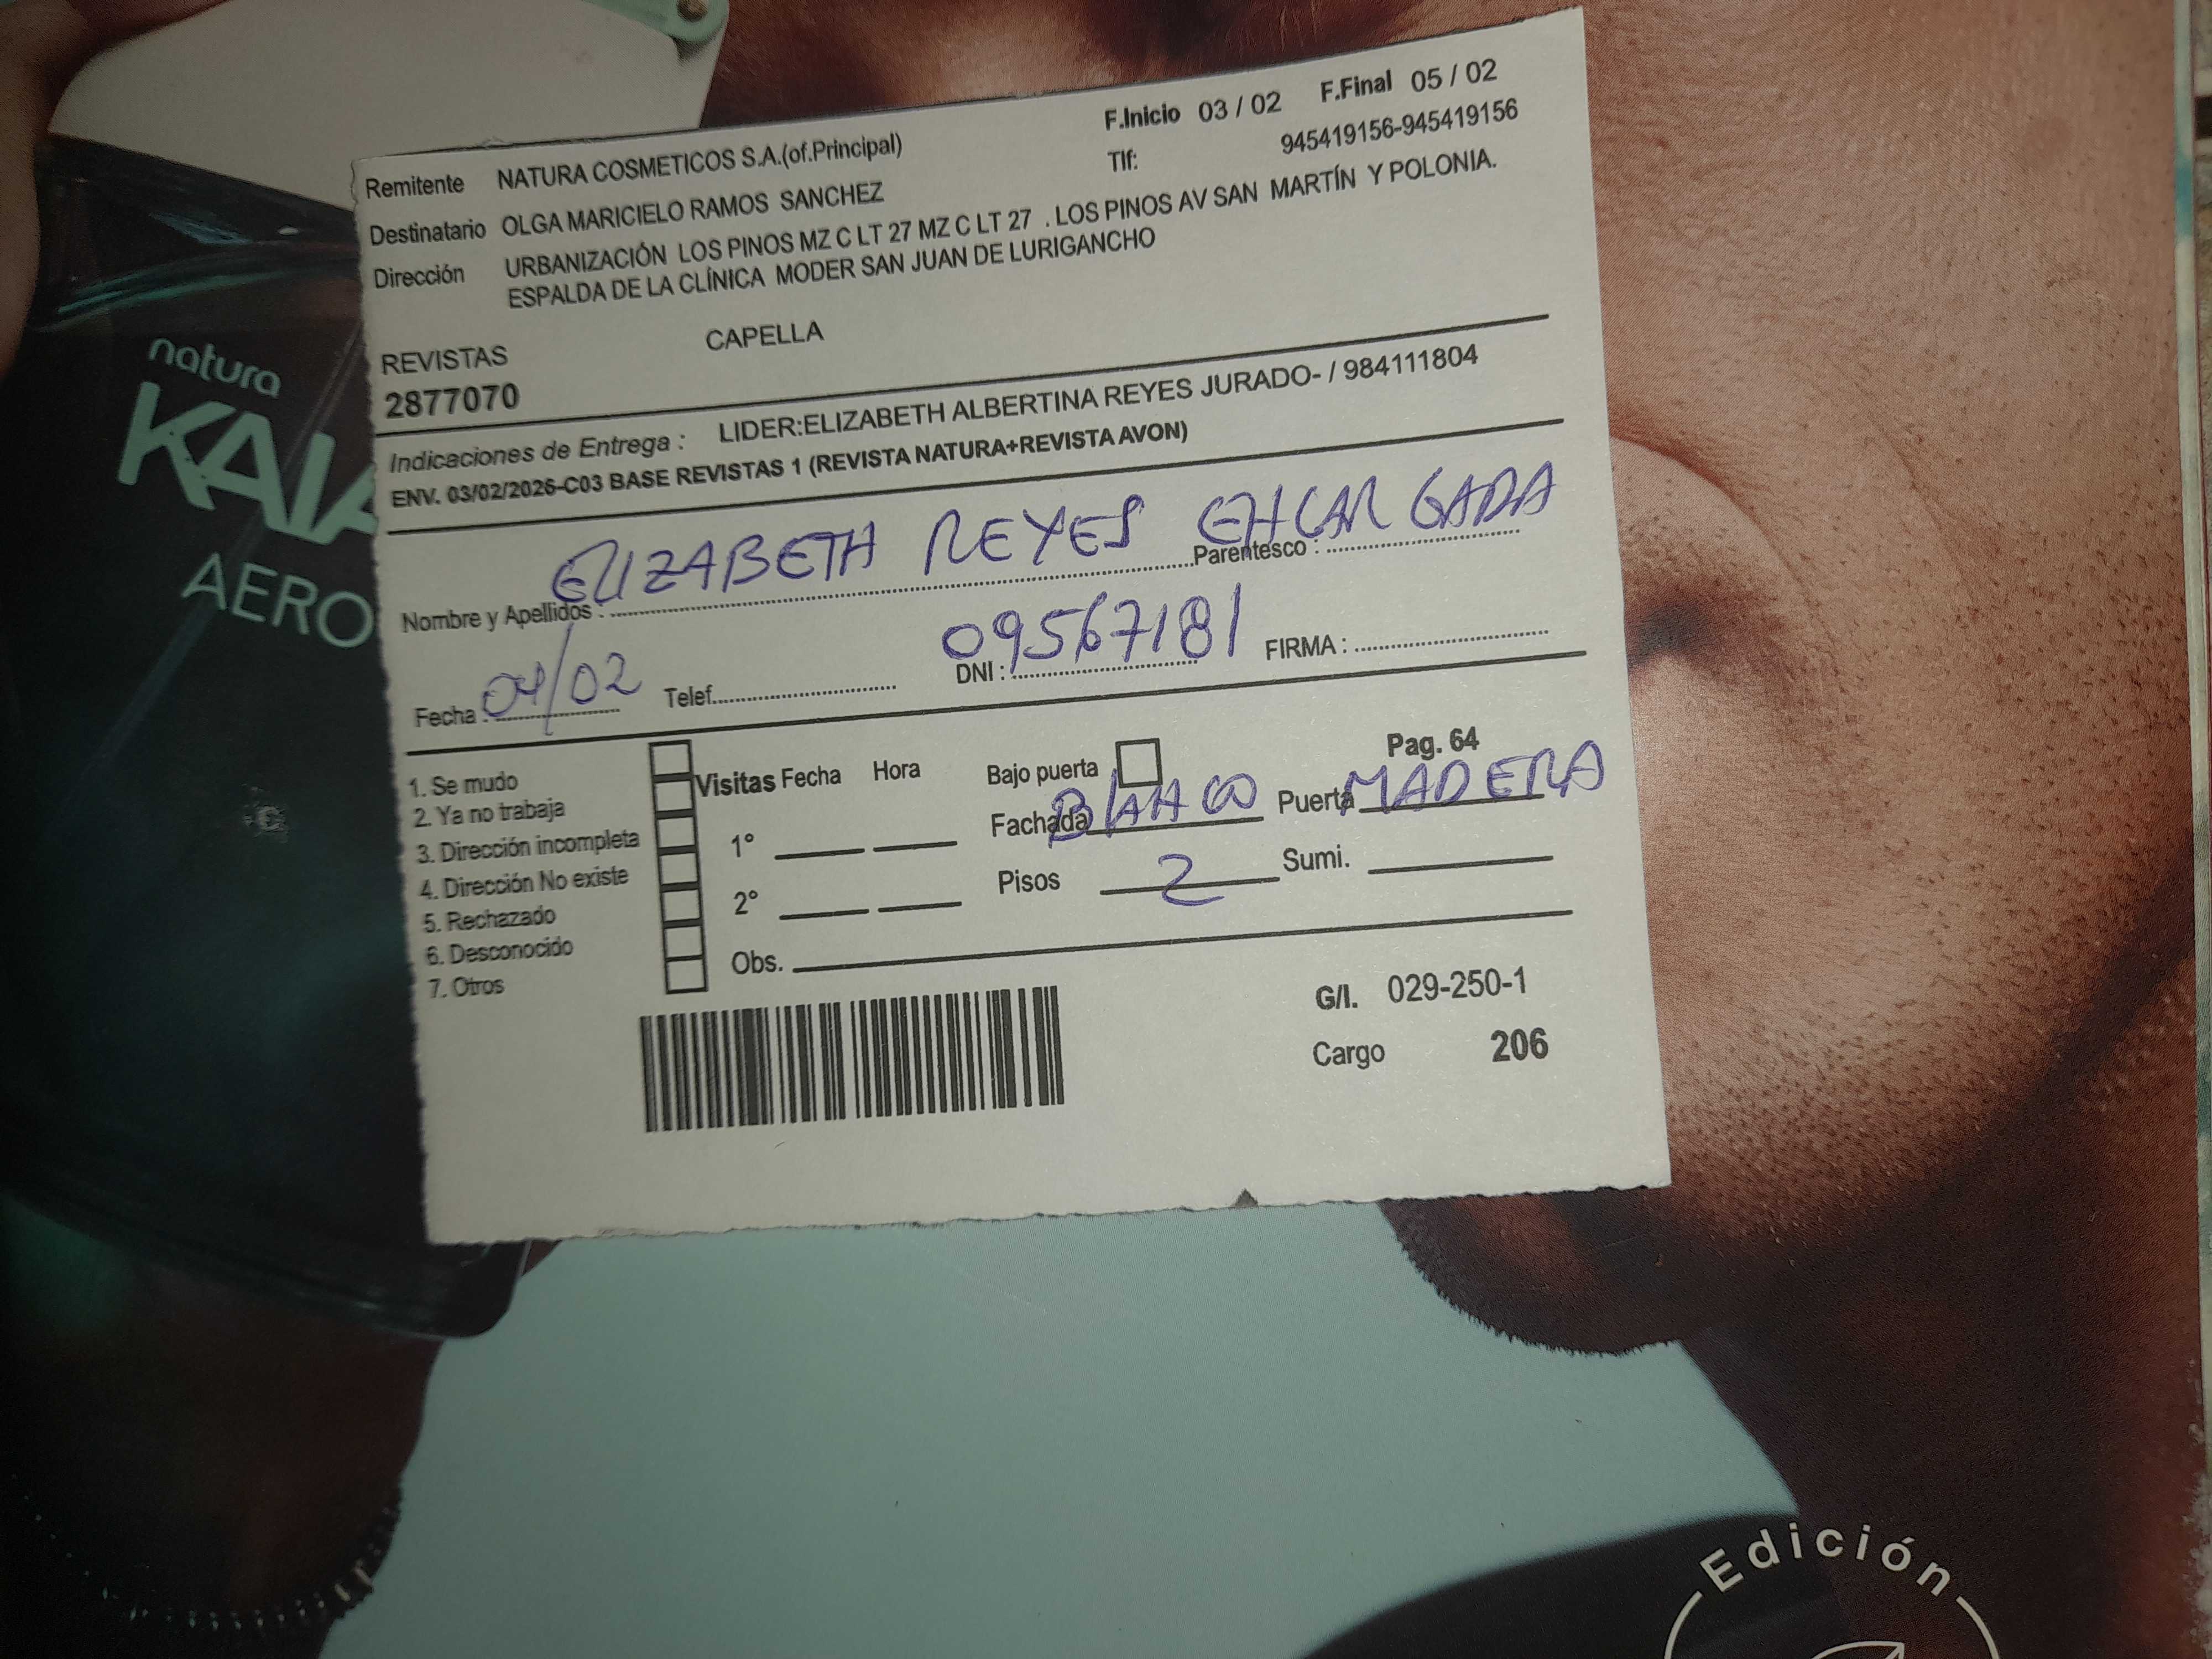 F.Inicio 03 / 02 F.Final 05 / 02
Remitente NATURA COSMETICOS S.A.(of.Principal) Tlf: 945419156-945419156
Destinatario OLGA MARICIELO RAMOS SANCHEZ
Dirección URBANIZACIÓN LOS PINOS MZ C LT 27 MZ C LT 27 . LOS PINOS AV SAN MARTÍN Y POLONIA.
ESPALDA DE LA CLÍNICA MODER SAN JUAN DE LURIGANCHO
REVISTAS CAPELLA
2877070
Indicaciones de Entrega : LIDER:ELIZABETH ALBERTINA REYES JURADO- / 984111804
ENV. 03/02/2026-C03 BASE REVISTAS 1 (REVISTA NATURA+REVISTA AVON)
Nombre y Apellidos : ELIZABETH REYES Parentesco : ENCARGADA
Fecha : 04/02 Telef. DNI : 09567181 FIRMA :
Pag. 64
1. Se mudo
2. Ya no trabaja
3. Dirección incompleta
4. Dirección No existe
5. Rechazado
6. Desconocido
7. Otros
Visitas Fecha Hora
1°
2°
Obs.
Bajo puerta
Fachada BLANCO Puerta MADERA
Pisos 2 Sumi.
G/I. 029-250-1
Cargo 206
natura
KAIA
AERO
Edición